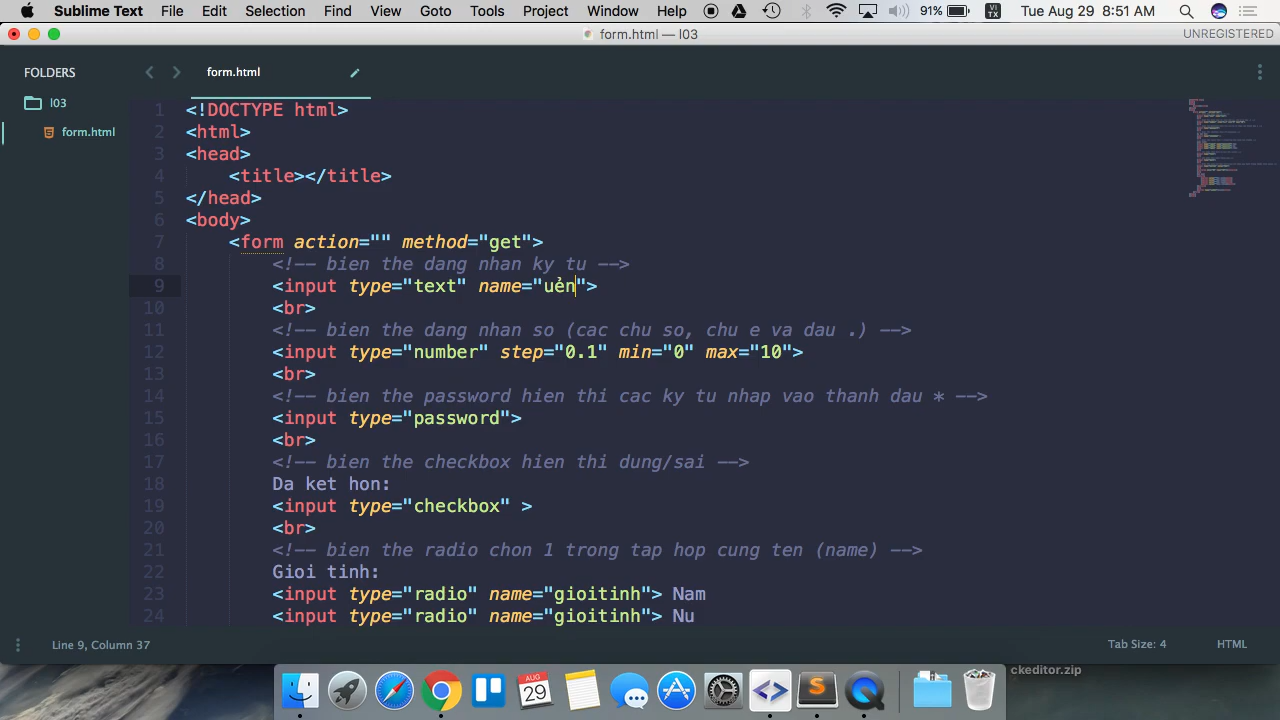 Sublime Text File Edit Selection Find View Goto Tools Project Window Help 91% VI TX Tue Aug 29 8:51 AM
form.html — l03 UNREGISTERED
FOLDERS
l03
form.html
form.html
1 <!DOCTYPE html>
2 <html>
3 <head>
4 <title></title>
5 </head>
6 <body>
7 <form action="" method="get">
8 <!-- bien the dang nhan ky tu -->
9 <input type="text" name="uẻn">
10 <br>
11 <!-- bien the dang nhan so (cac chu so, chu e va dau .) -->
12 <input type="number" step="0.1" min="0" max="10">
13 <br>
14 <!-- bien the password hien thi cac ky tu nhap vao thanh dau * -->
15 <input type="password">
16 <br>
17 <!-- bien the checkbox hien thi dung/sai -->
18 Da ket hon:
19 <input type="checkbox" >
20 <br>
21 <!-- bien the radio chon 1 trong tap hop cung ten (name) -->
22 Gioi tinh:
23 <input type="radio" name="gioitinh"> Nam
24 <input type="radio" name="gioitinh"> Nu
Line 9, Column 37 Tab Size: 4 HTML
ckeditor.zip
AUG
29